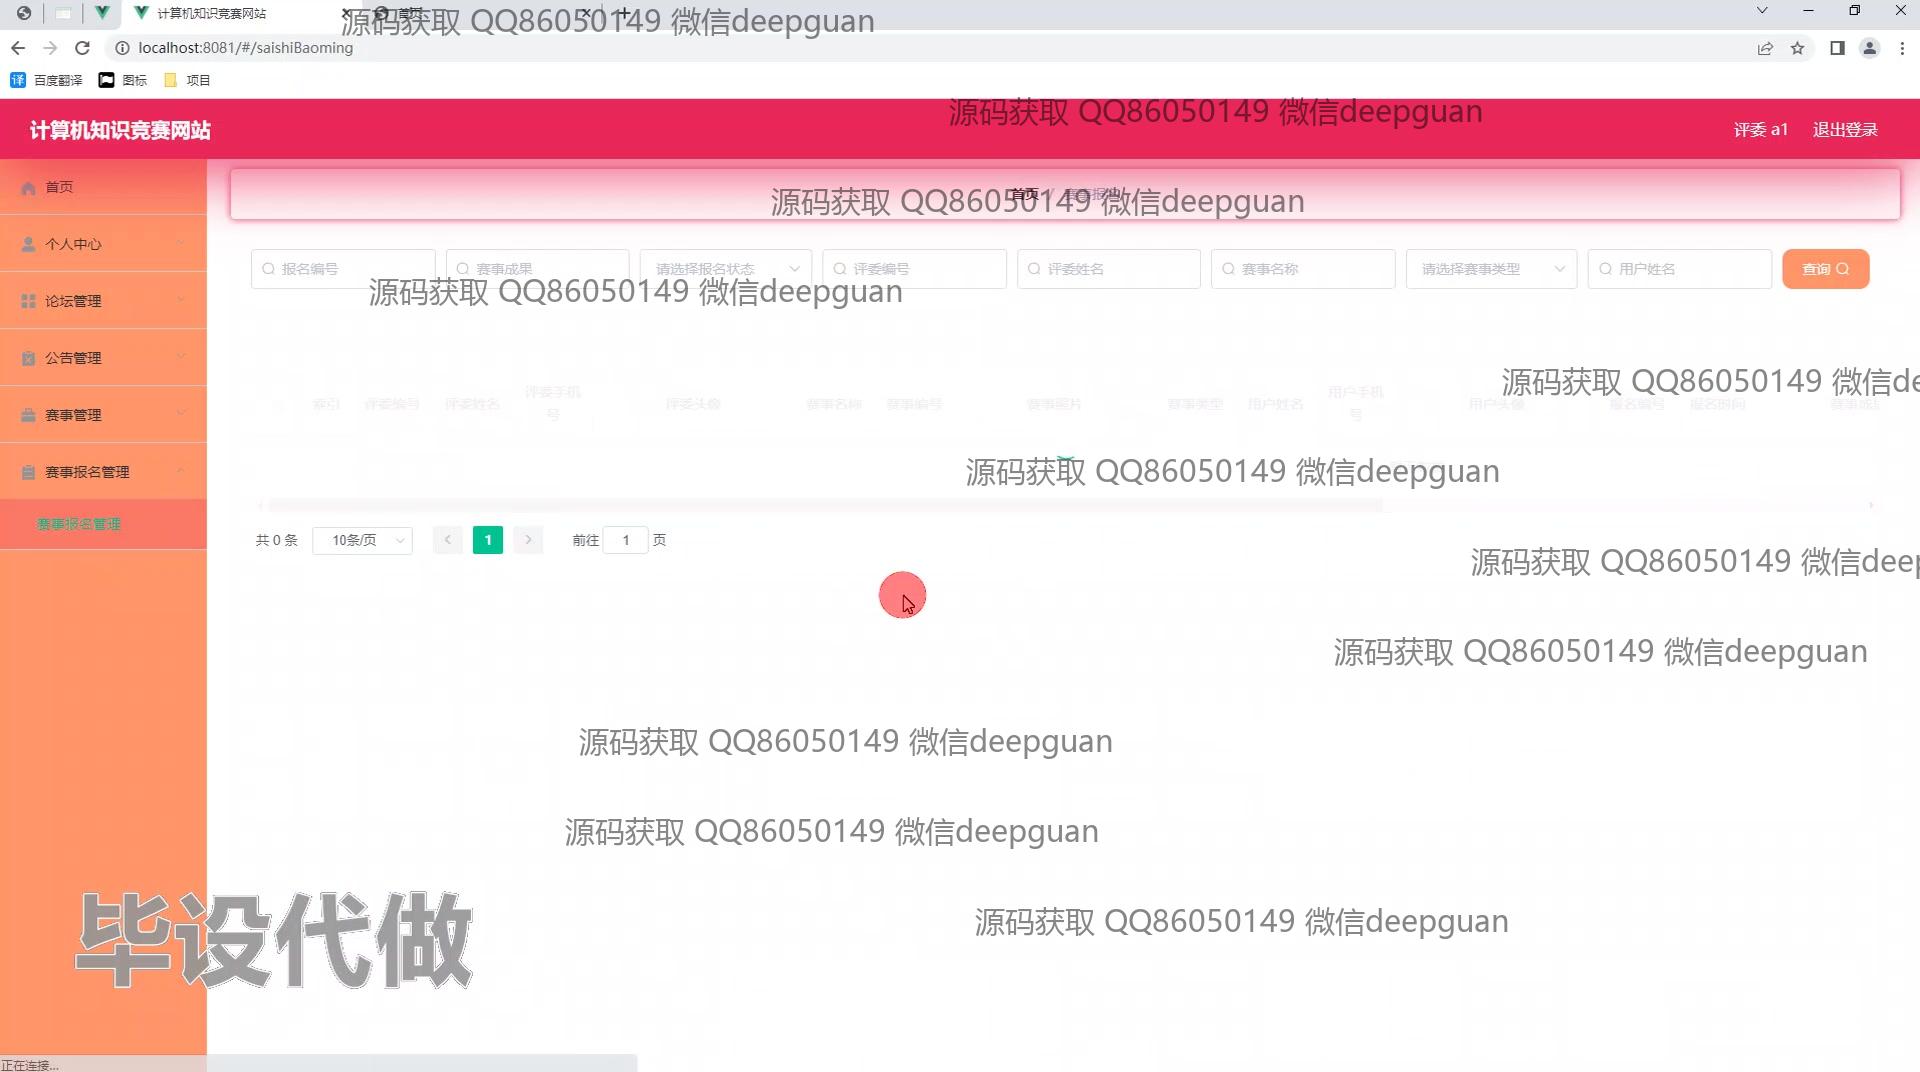 计算机知识竞赛网站
首页
源码获取 QQ86050149 微信deepguan
localhost:8081/#/saishiBaoming
百度翻译
图标
项目
源码获取 QQ86050149 微信deepguan
计算机知识竞赛网站
评委 a1
退出登录
首页
首页
赛事报名
源码获取 QQ86050149 微信deepguan
个人中心
报名编号
赛事成果
请选择报名状态
评委编号
评委姓名
赛事名称
请选择赛事类型
用户姓名
查询
源码获取 QQ86050149 微信deepguan
论坛管理
公告管理
源码获取 QQ86050149 微信de
索引
评委编号
评委姓名
评委手机号
评委头像
赛事名称
赛事编号
赛事照片
赛事类型
用户姓名
用户手机号
用户头像
报名编号
报名时间
赛事管理
赛事报名管理
源码获取 QQ86050149 微信deepguan
赛事报名管理
共 0 条
10条/页
1
前往
1
页
源码获取 QQ86050149 微信deep
源码获取 QQ86050149 微信deepguan
源码获取 QQ86050149 微信deepguan
源码获取 QQ86050149 微信deepguan
源码获取 QQ86050149 微信deepguan
毕设代做
正在连接...